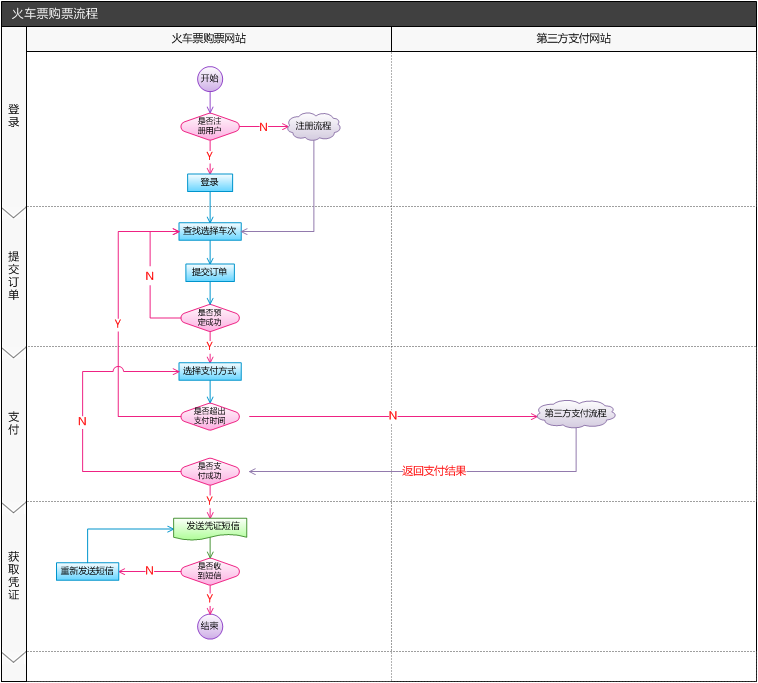 火车票购票流程
火车票购票网站
第三方支付网站
登
录
开始
是否注
册用户
N
注册流程
Y
登录
提
交
订
单
查找选择车次
N
提交订单
是否预
定成功
Y
Y
支
付
选择支付方式
是否超出
支付时间
N
第三方支付流程
N
是否支
付成功
返回支付结果
Y
获
取
凭
证
发送凭证短信
重新发送短信
N
是否收
到短信
Y
结束